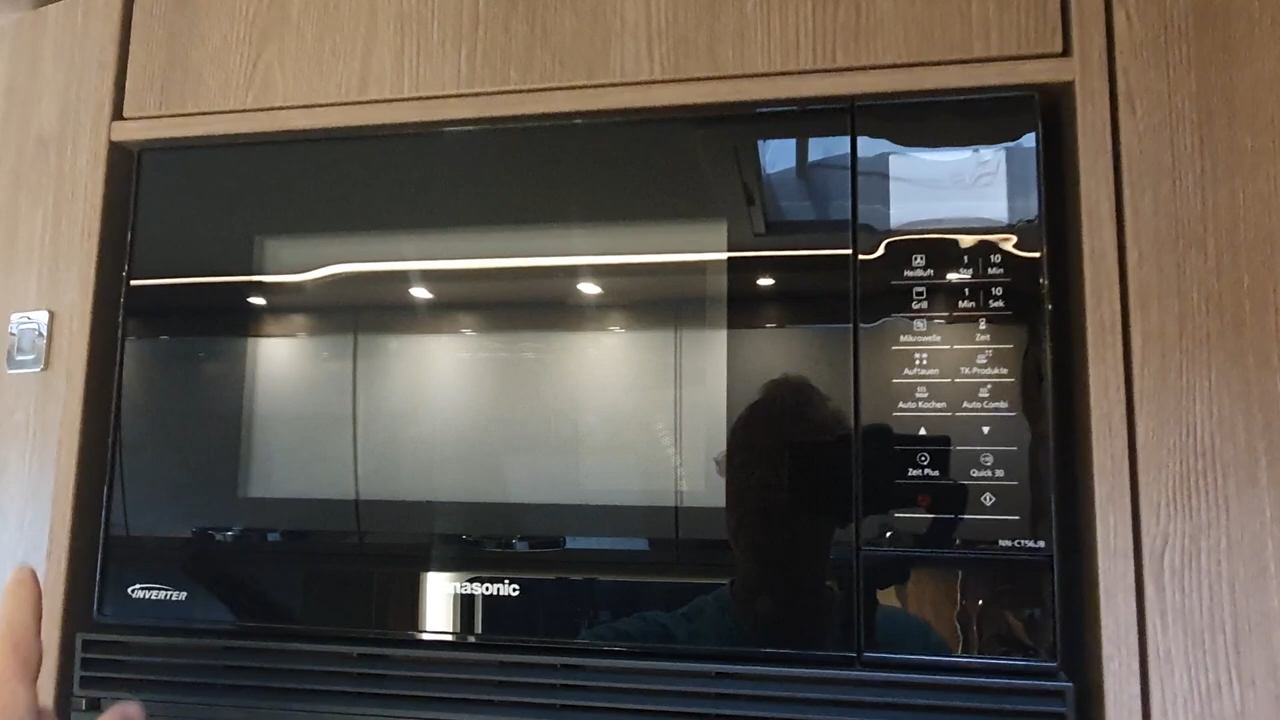 Heißluft
1 Std
10 Min
Grill
1 Min
10 Sek
Mikrowelle
Zeit
Auftauen
TK-Produkte
Auto Kochen
Auto Combi
Zeit Plus
Quick 30
NN-CT56JB
INVERTER
nasonic